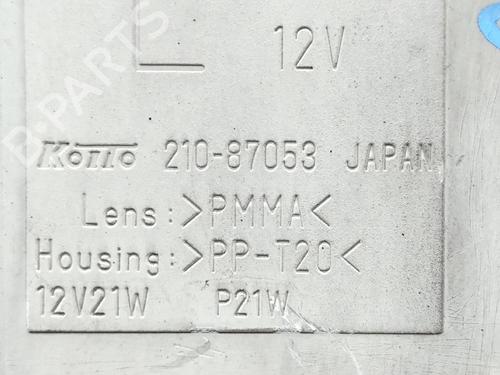 L 12V
Koito 210-87053 JAPAN
Lens:>PMMA<
Housing:>PP-T20<
12V21W P21W
B-PARTS